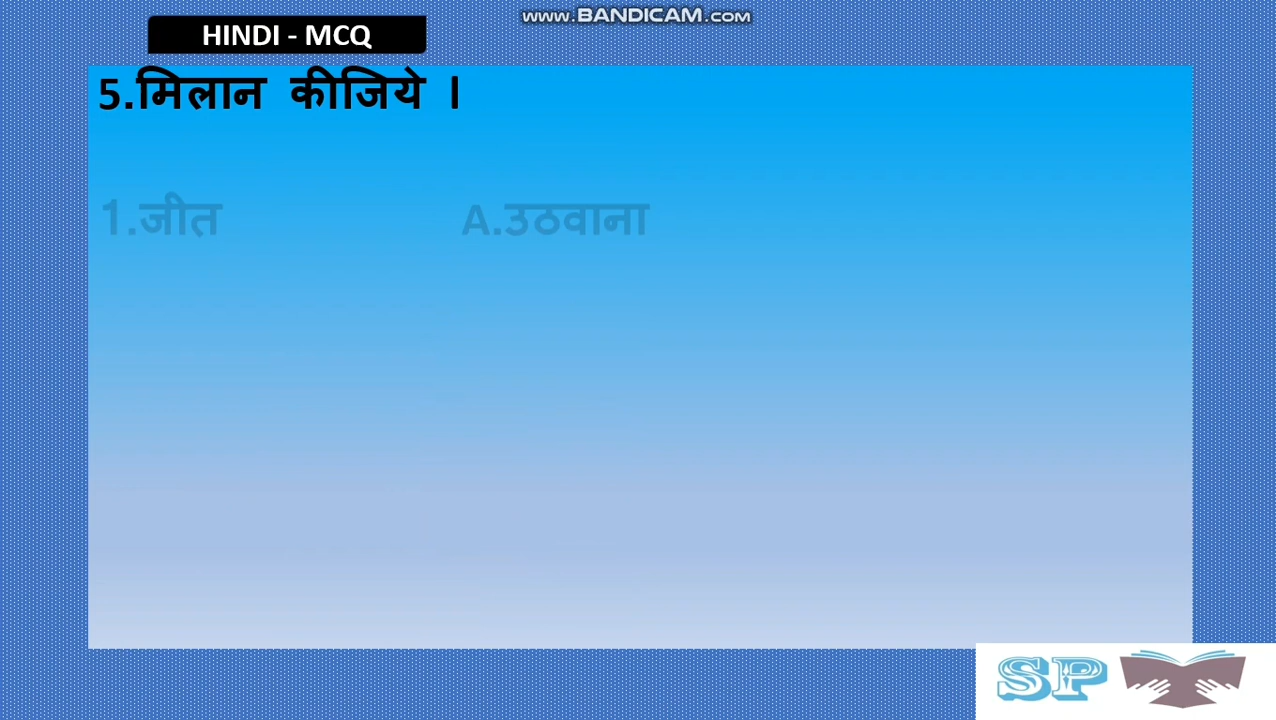 www.BANDICAM.com
HINDI - MCQ
5.मिलान कीजिये ।
1.जीत A.उठवाना
SP